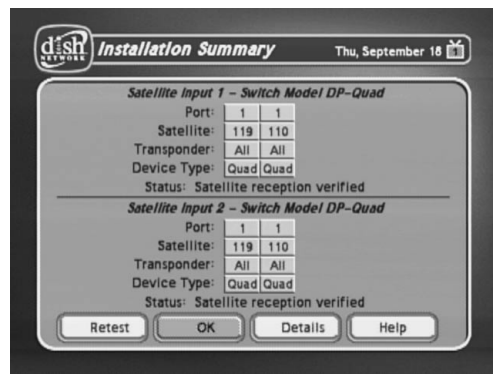 dish
NETWORK
Installation Summary
Thu, September 18
1
Satellite Input 1 – Switch Model DP-Quad
Port: 1 1
Satellite: 119 110
Transponder: All All
Device Type: Quad Quad
Status: Satellite reception verified
Satellite Input 2 – Switch Model DP-Quad
Port: 1 1
Satellite: 119 110
Transponder: All All
Device Type: Quad Quad
Status: Satellite reception verified
Retest OK Details Help